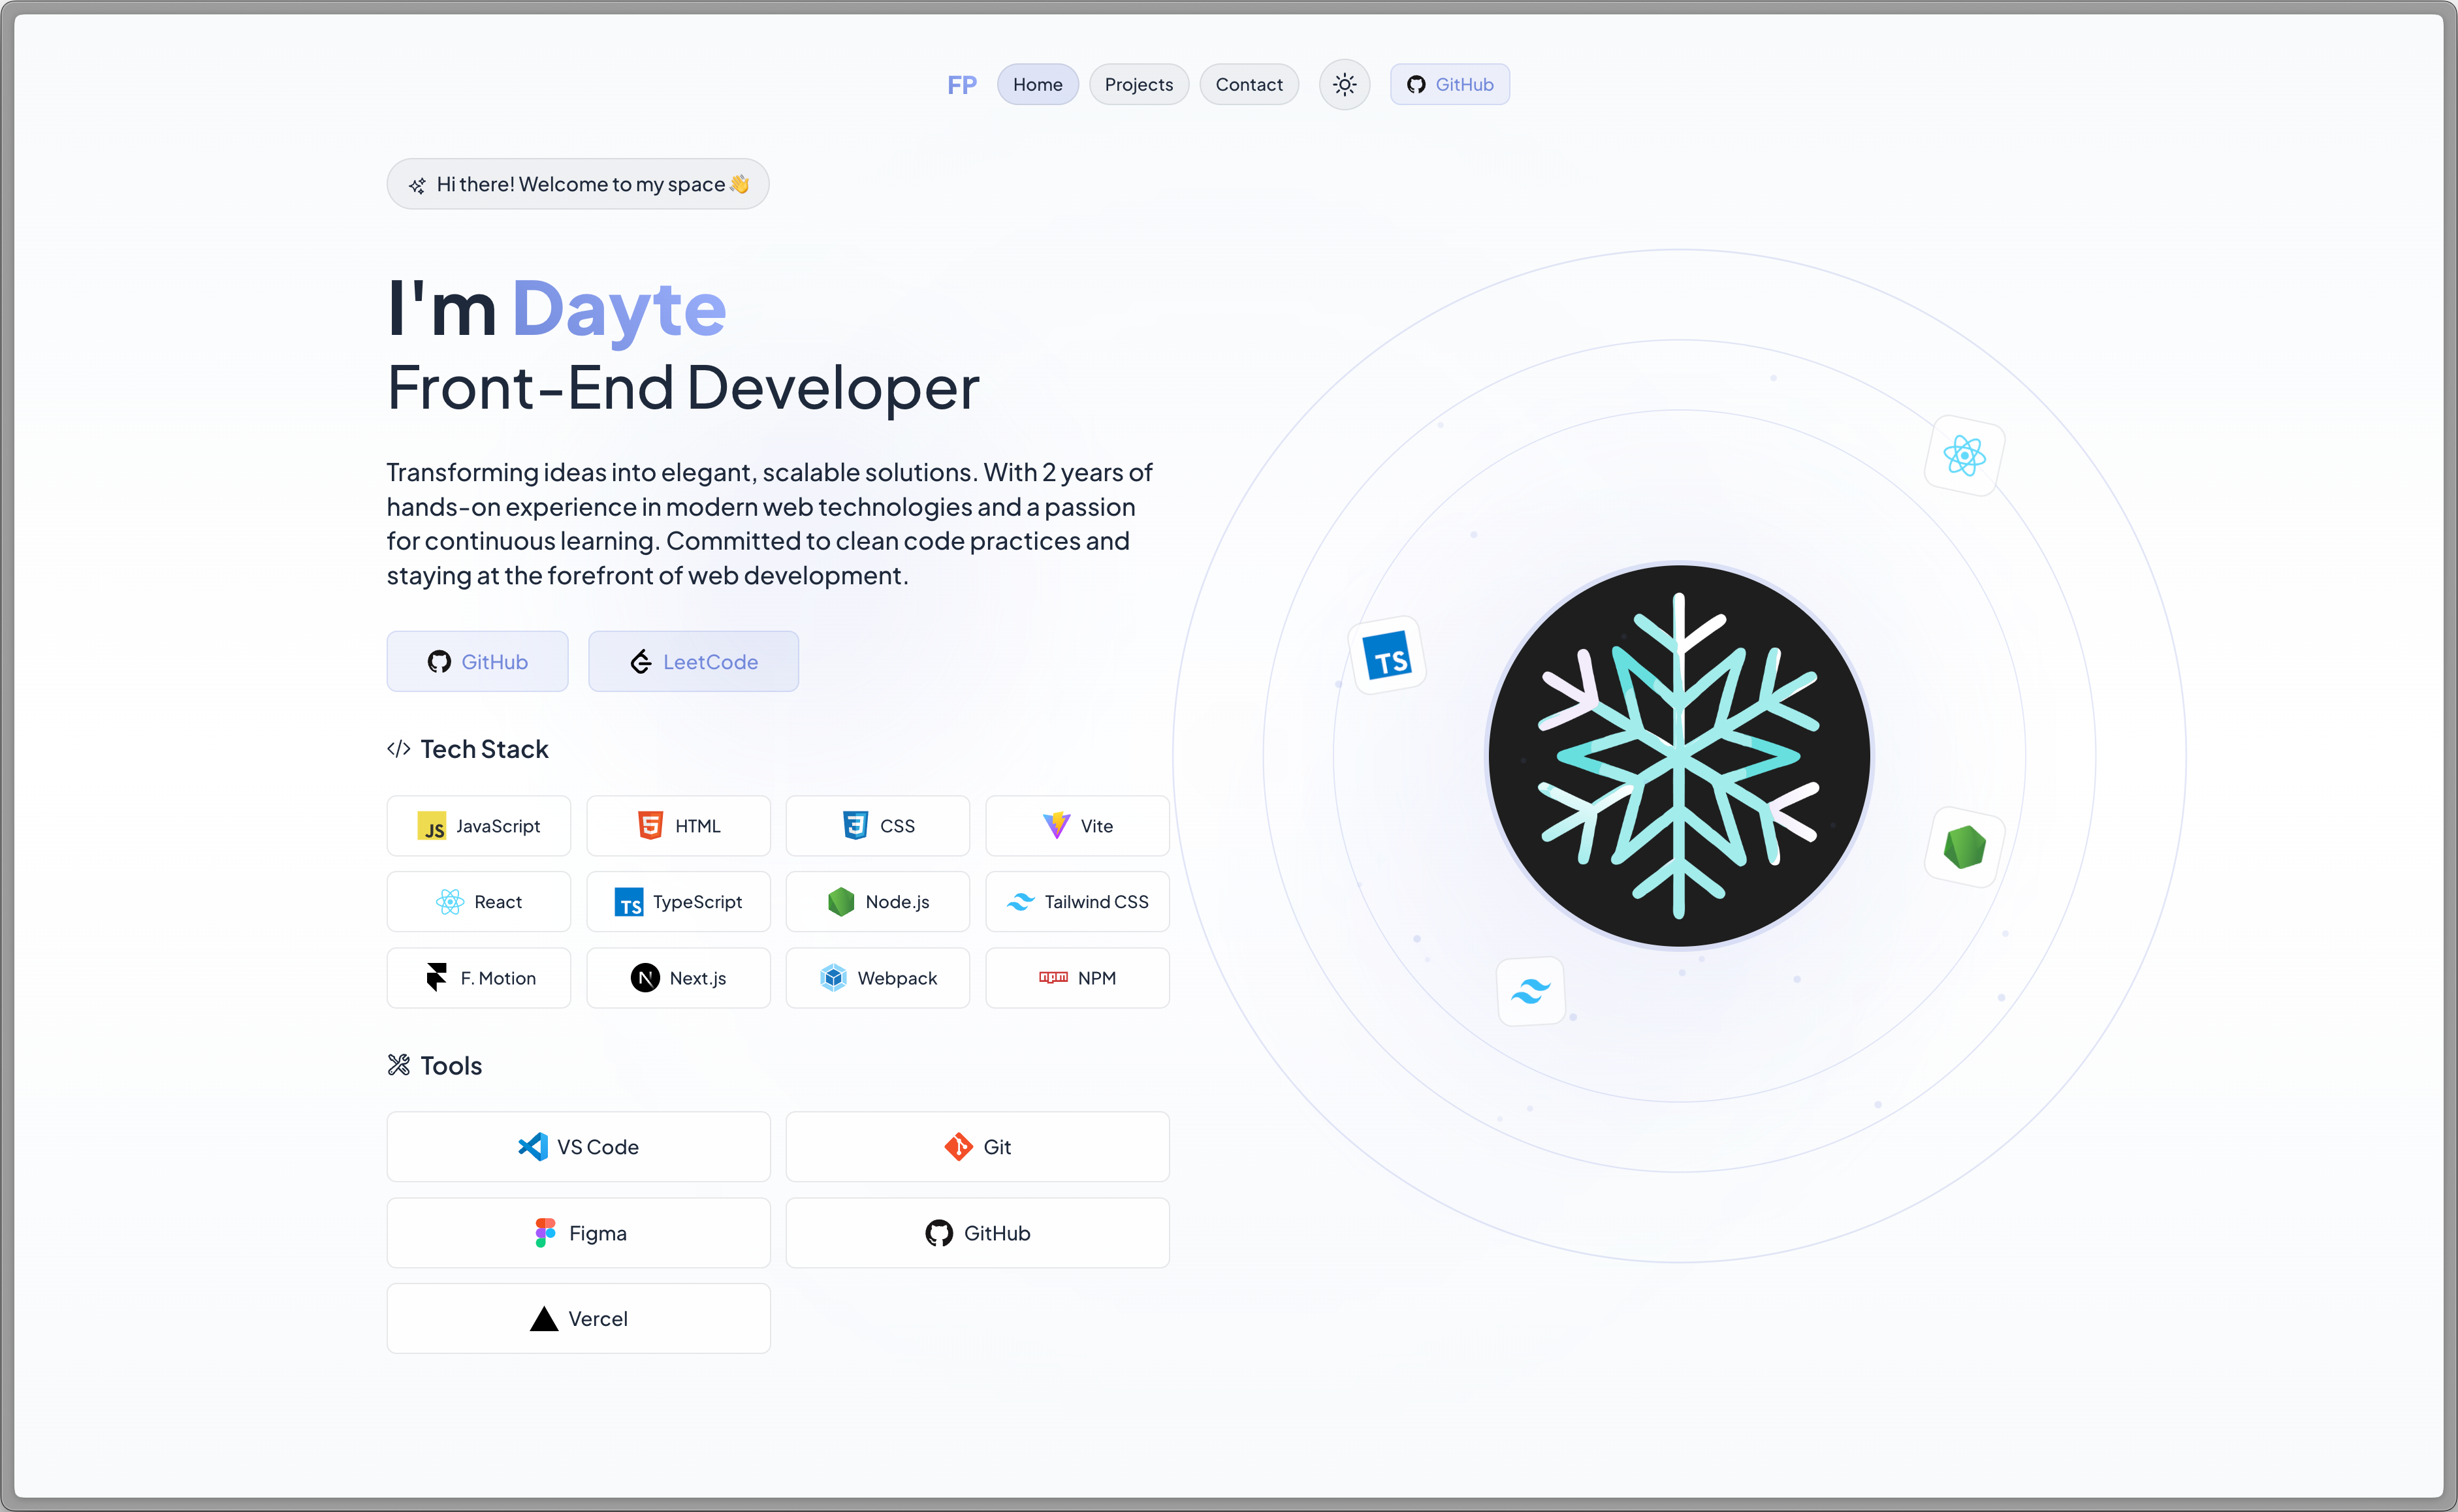 FP
Home
Projects
Contact
GitHub
Hi there! Welcome to my space👋
I'm Dayte
Front-End Developer
Transforming ideas into elegant, scalable solutions. With 2 years of
hands-on experience in modern web technologies and a passion
for continuous learning. Committed to clean code practices and
staying at the forefront of web development.
GitHub
LeetCode
</> Tech Stack
JS JavaScript
5 HTML
3 CSS
Vite
React
TS TypeScript
Node.js
Tailwind CSS
F. Motion
N Next.js
Webpack
npm NPM
Tools
VS Code
Git
Figma
GitHub
Vercel
TS